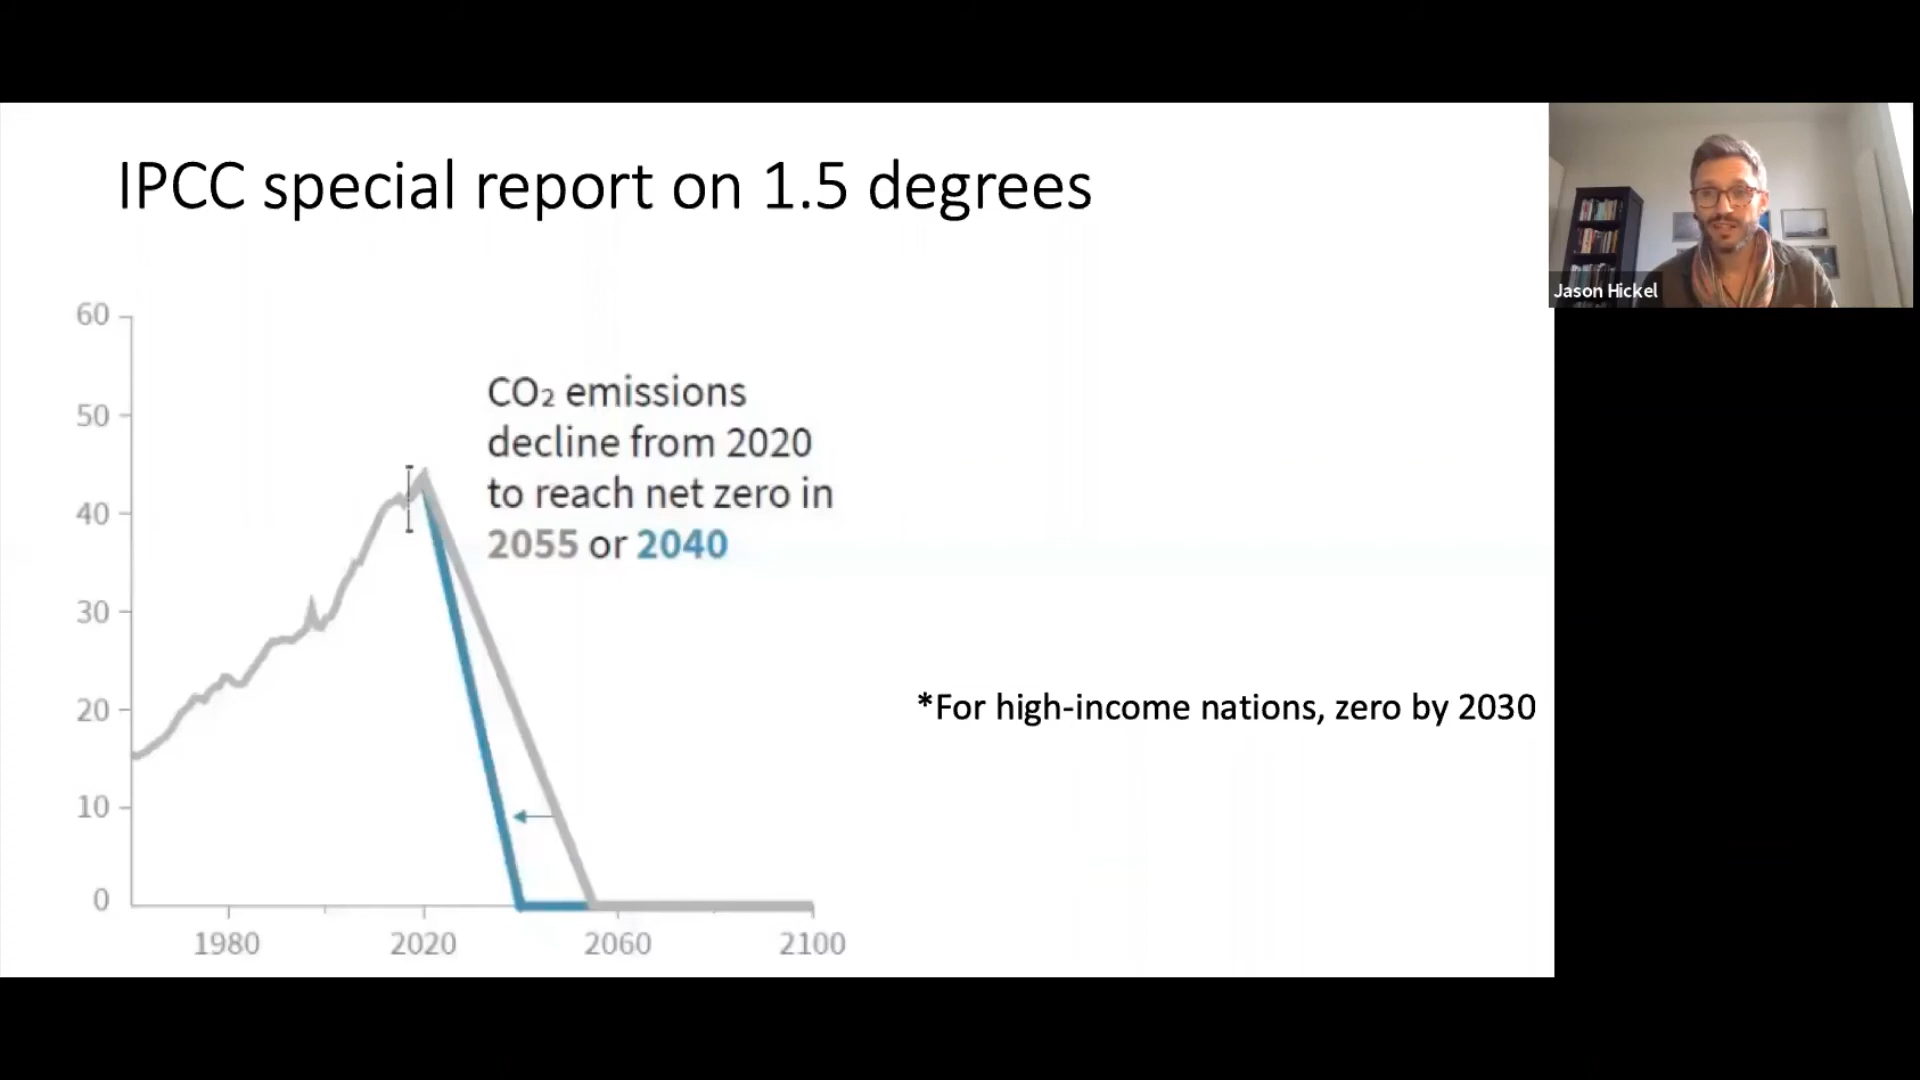 IPCC special report on 1.5 degrees
Jason Hickel
60
50
40
30
20
10
0
CO₂ emissions
decline from 2020
to reach net zero in
2055 or 2040
*For high-income nations, zero by 2030
1980 2020 2060 2100